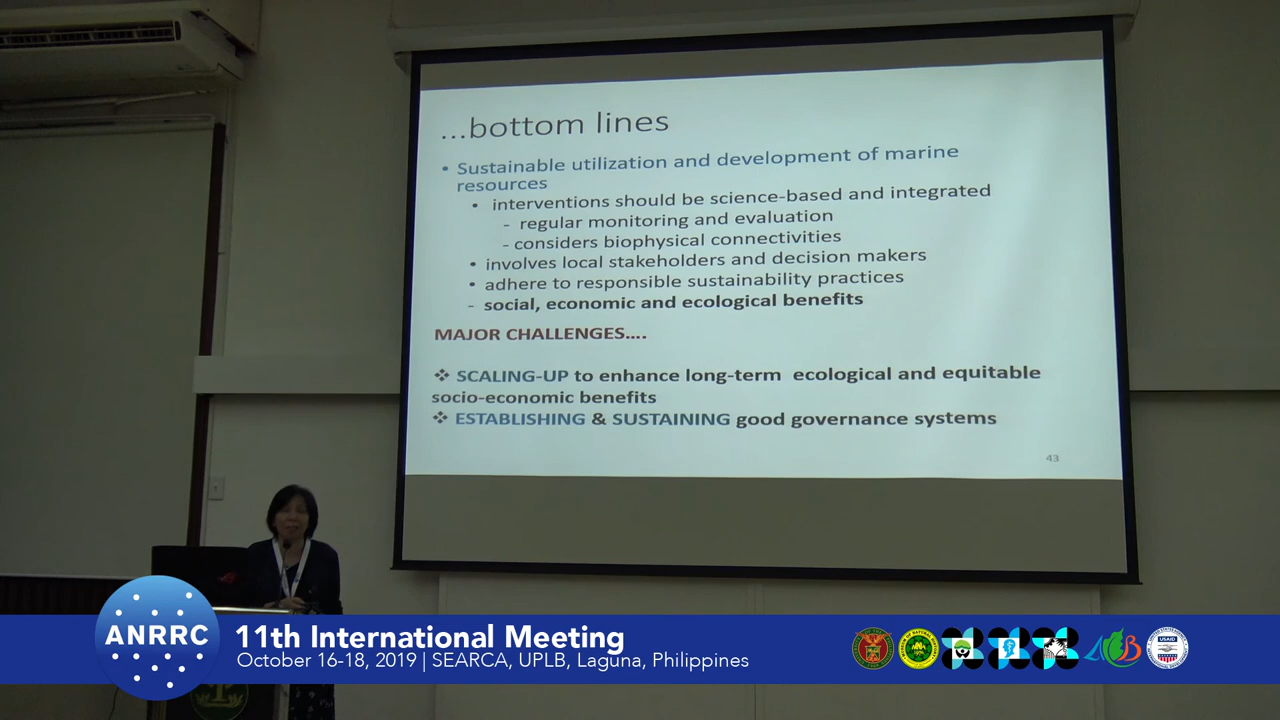 ...bottom lines
• Sustainable utilization and development of marine
resources
• interventions should be science-based and integrated
- regular monitoring and evaluation
- considers biophysical connectivities
• involves local stakeholders and decision makers
• adhere to responsible sustainability practices
- social, economic and ecological benefits
MAJOR CHALLENGES....
❖ SCALING-UP to enhance long-term ecological and equitable
socio-economic benefits
❖ ESTABLISHING & SUSTAINING good governance systems
43
ANRRC
11th International Meeting
October 16-18, 2019 | SEARCA, UPLB, Laguna, Philippines
ACB
USAID